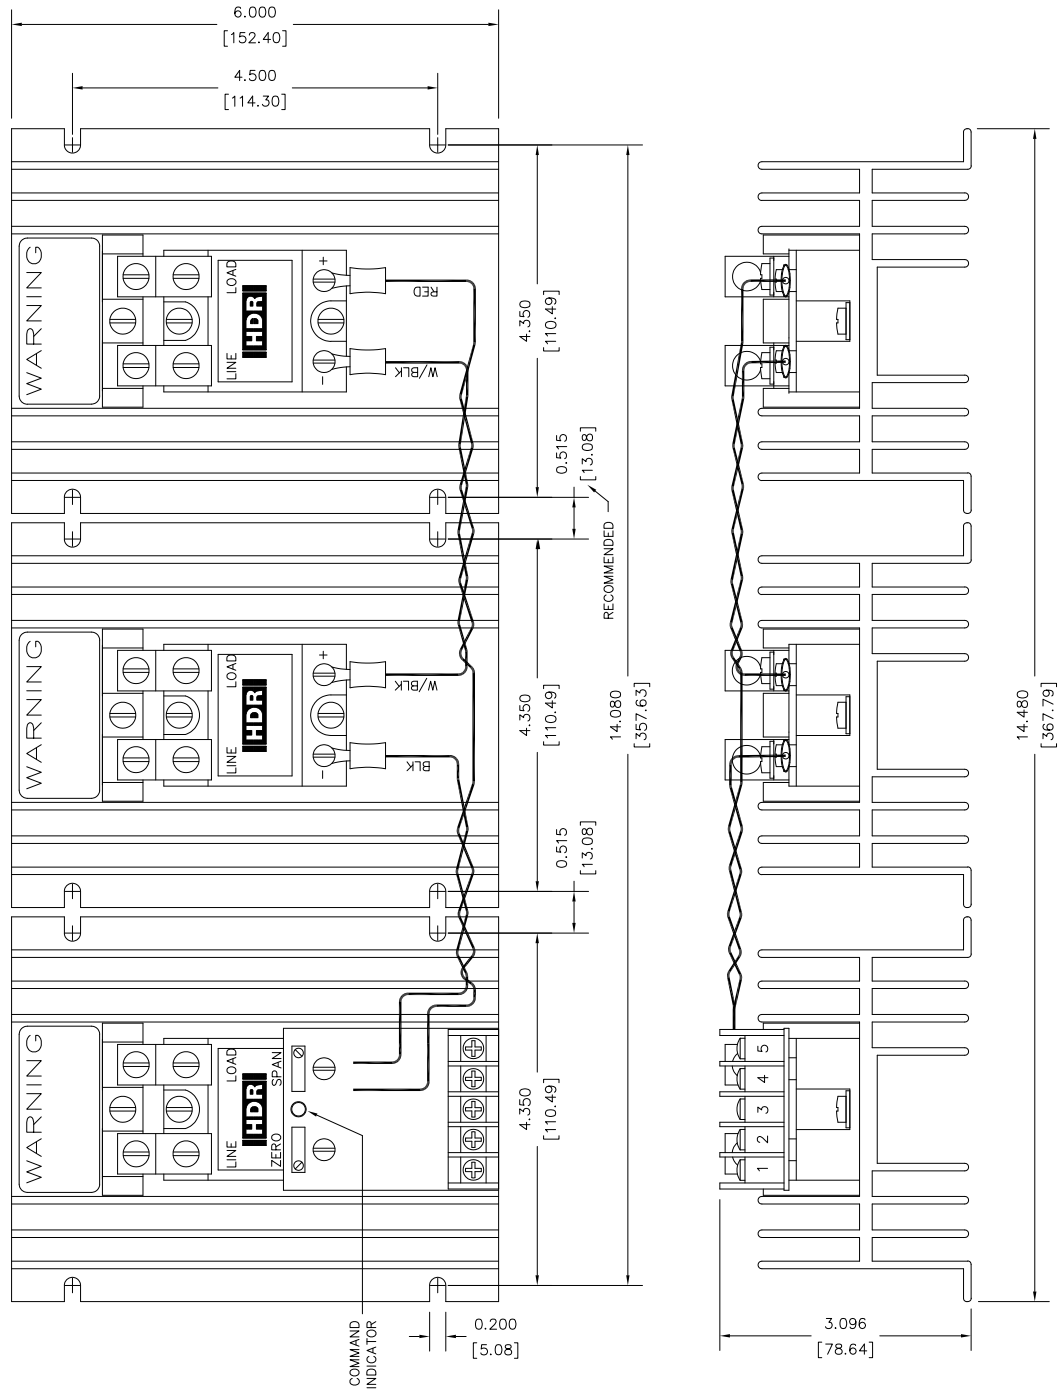 6.000
[152.40]
4.500
[114.30]
WARNING
LINE
LOAD
HDR
+
-
RED
W/BLK
4.350
[110.49]
0.515
[13.08]
RECOMMENDED
WARNING
LINE
LOAD
HDR
+
-
W/BLK
BLK
4.350
[110.49]
14.080
[357.63]
14.480
[367.79]
0.515
[13.08]
WARNING
LINE
LOAD
HDR
ZERO
SPAN
4.350
[110.49]
1
2
3
4
5
COMMAND
INDICATOR
0.200
[5.08]
3.096
[78.64]